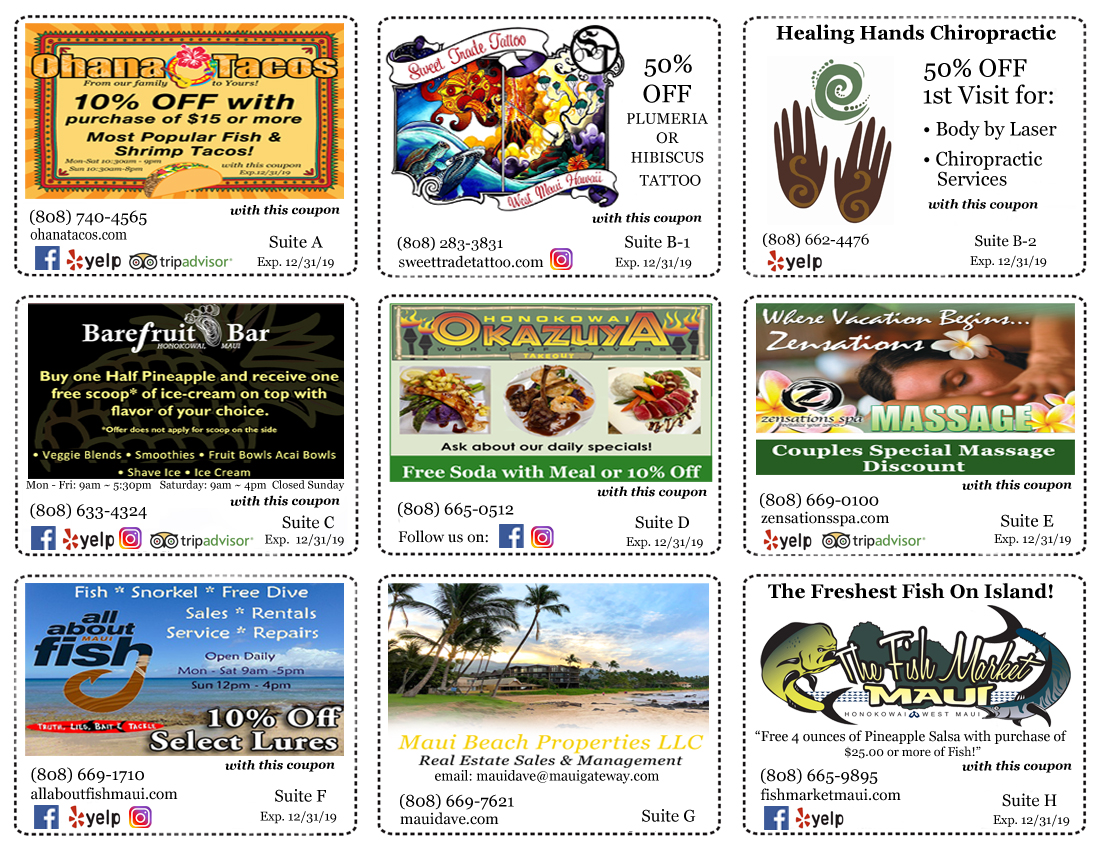 Ohana Tacos
From our family to Yours!
10% OFF with
purchase of $15 or more
Most Popular Fish &
Shrimp Tacos!
Mon-Sat 10:30am - 9pm
Sun 10:30am-8pm
with this coupon
Exp.12/31/19
with this coupon
(808) 740-4565
ohanatacos.com
Suite A
yelp tripadvisor
Exp. 12/31/19
Sweet Trade Tattoo
ST
West Maui Hawaii
50%
OFF
PLUMERIA
OR
HIBISCUS
TATTOO
with this coupon
(808) 283-3831
sweettradetattoo.com
Suite B-1
Exp. 12/31/19
Healing Hands Chiropractic
50% OFF
1st Visit for:
• Body by Laser
• Chiropractic
Services
with this coupon
(808) 662-4476
yelp
Suite B-2
Exp. 12/31/19
Barefruit Bar
HONOKOWAI MAUI
Buy one Half Pineapple and receive one
free scoop* of ice-cream on top with
flavor of your choice.
*Offer does not apply for scoop on the side
• Veggie Blends • Smoothies • Fruit Bowls Acai Bowls
• Shave Ice • Ice Cream
Mon - Fri: 9am ~ 5:30pm Saturday: 9am ~ 4pm Closed Sunday
with this coupon
(808) 633-4324
Suite C
yelp tripadvisor
Exp. 12/31/19
HONOKOWAI
OKAZUYA
WORLD OF FLAVORS
TAKEOUT
Ask about our daily specials!
Free Soda with Meal or 10% Off
with this coupon
(808) 665-0512
Suite D
Follow us on:
Exp. 12/31/19
Where Vacation Begins...
Zensations
zensations spa
MASSAGE
Couples Special Massage
Discount
with this coupon
(808) 669-0100
zensationsspa.com
Suite E
yelp tripadvisor
Exp. 12/31/19
Fish * Snorkel * Free Dive
Sales * Rentals
Service * Repairs
all
about
MAUI
fish
Open Daily
Mon - Sat 9am -5pm
Sun 12pm - 4pm
TRUTH, LIES, BAIT & TACKLE
10% Off
Select Lures
with this coupon
(808) 669-1710
allaboutfishmaui.com
Suite F
yelp
Exp. 12/31/19
Maui Beach Properties LLC
Real Estate Sales & Management
email: mauidave@mauigateway.com
(808) 669-7621
mauidave.com
Suite G
The Freshest Fish On Island!
The Fish Market
MAUI
HONOKOWAI WEST MAUI
“Free 4 ounces of Pineapple Salsa with purchase of
$25.00 or more of Fish!”
with this coupon
(808) 665-9895
fishmarketmaui.com
Suite H
yelp
Exp. 12/31/19